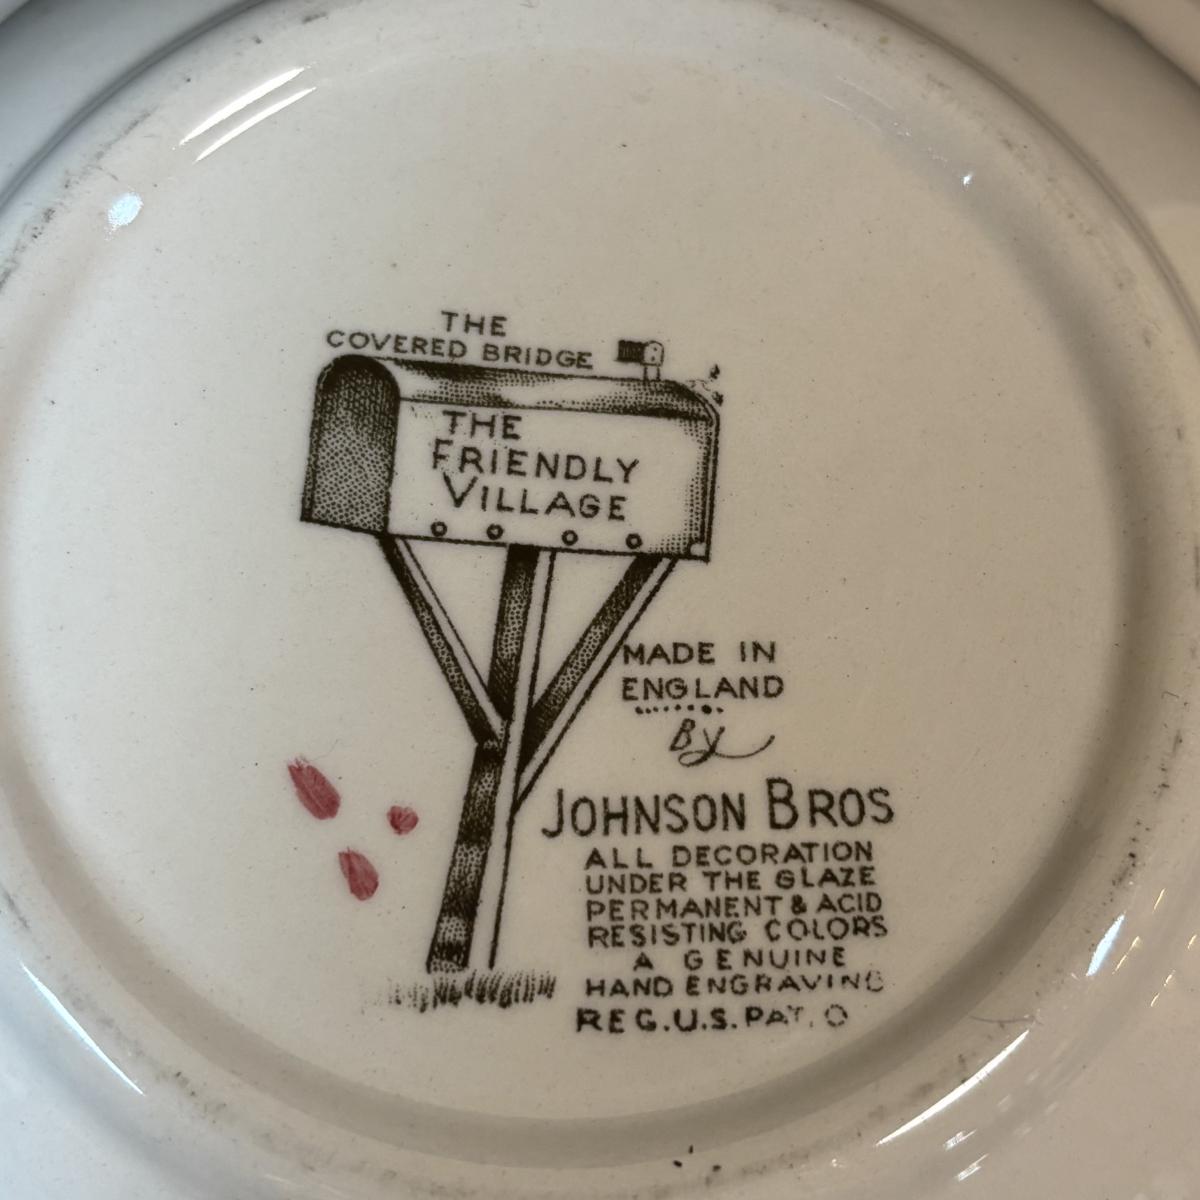 THE
COVERED BRIDGE
THE
FRIENDLY
VILLAGE
MADE IN
ENGLAND
By
JOHNSON BROS
ALL DECORATION
UNDER THE GLAZE
PERMANENT & ACID
RESISTING COLORS
A GENUINE
HAND ENGRAVING
REG.U.S.PAT. O